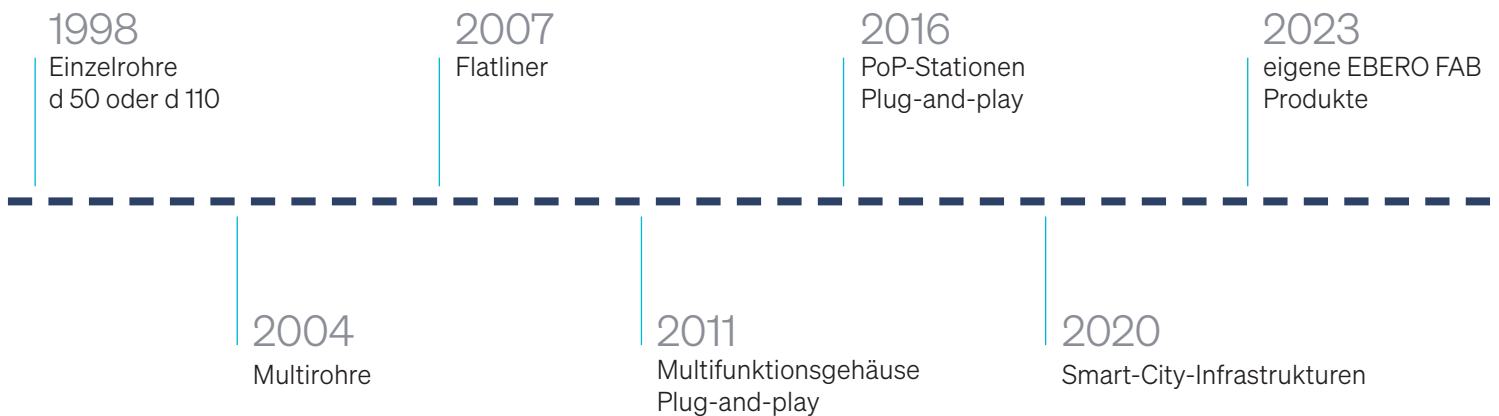 1998
Einzelrohre
d 50 oder d 110
2004
Multirohre
2007
Flatliner
2011
Multifunktionsgehäuse
Plug-and-play
2016
PoP-Stationen
Plug-and-play
2020
Smart-City-Infrastrukturen
2023
eigene EBERO FAB
Produkte